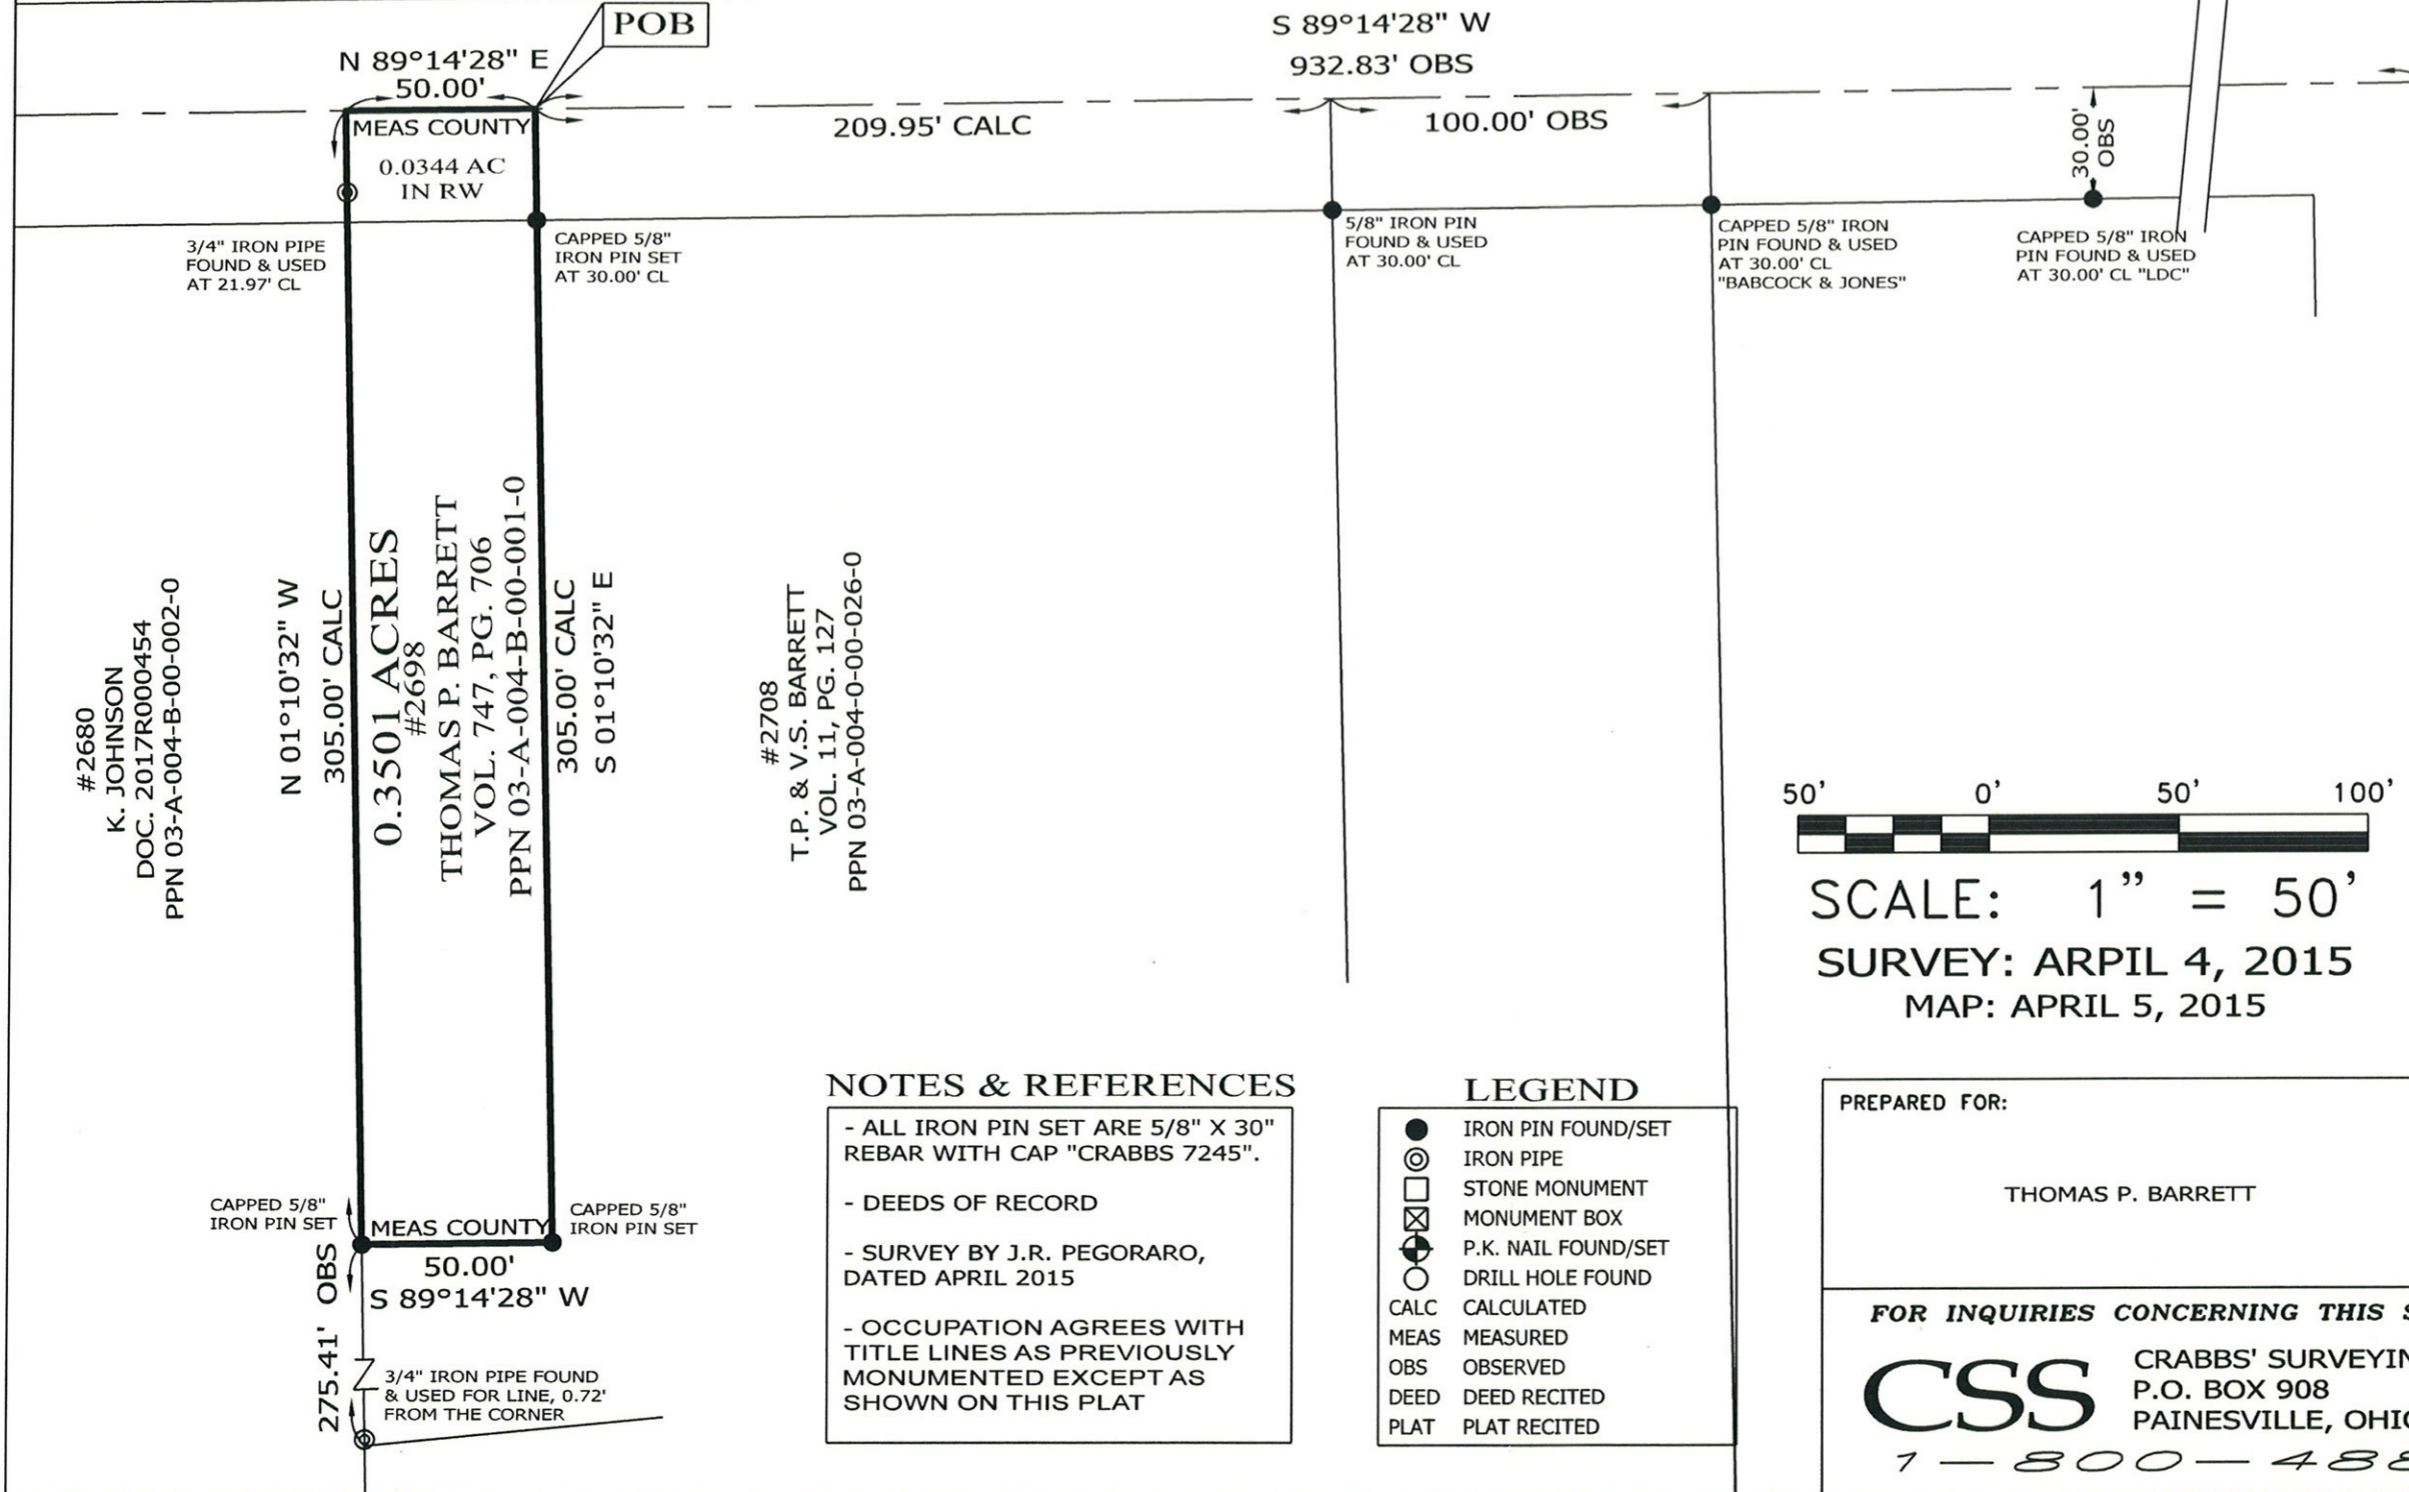 POB
N 89°14'28" E
50.00'
MEAS COUNTY
0.0344 AC
IN RW
S 89°14'28" W
932.83' OBS
209.95' CALC
100.00' OBS
30.00'
OBS
3/4" IRON PIPE
FOUND & USED
AT 21.97' CL
CAPPED 5/8"
IRON PIN SET
AT 30.00' CL
5/8" IRON PIN
FOUND & USED
AT 30.00' CL
CAPPED 5/8" IRON
PIN FOUND & USED
AT 30.00' CL
"BABCOCK & JONES"
CAPPED 5/8" IRON
PIN FOUND & USED
AT 30.00' CL "LDC"
#2680
K. JOHNSON
DOC. 2017R000454
PPN 03-A-004-B-00-002-0
N 01°10'32" W
305.00' CALC
0.3501 ACRES
#2698
THOMAS P. BARRETT
VOL. 747, PG. 706
PPN 03-A-004-B-00-001-0
305.00' CALC
S 01°10'32" E
#2708
T.P. & V.S. BARRETT
VOL. 11, PG. 127
PPN 03-A-004-0-00-026-0
50' 0' 50' 100'
SCALE: 1" = 50'
SURVEY: ARPIL 4, 2015
MAP: APRIL 5, 2015
CAPPED 5/8"
IRON PIN SET
MEAS COUNTY
50.00'
S 89°14'28" W
CAPPED 5/8"
IRON PIN SET
275.41' OBS
3/4" IRON PIPE FOUND
& USED FOR LINE, 0.72'
FROM THE CORNER
NOTES & REFERENCES
- ALL IRON PIN SET ARE 5/8" X 30"
REBAR WITH CAP "CRABBS 7245".
- DEEDS OF RECORD
- SURVEY BY J.R. PEGORARO,
DATED APRIL 2015
- OCCUPATION AGREES WITH
TITLE LINES AS PREVIOUSLY
MONUMENTED EXCEPT AS
SHOWN ON THIS PLAT
LEGEND
IRON PIN FOUND/SET
IRON PIPE
STONE MONUMENT
MONUMENT BOX
P.K. NAIL FOUND/SET
DRILL HOLE FOUND
CALC CALCULATED
MEAS MEASURED
OBS OBSERVED
DEED DEED RECITED
PLAT PLAT RECITED
PREPARED FOR:
THOMAS P. BARRETT
FOR INQUIRIES CONCERNING THIS
CSS
CRABBS' SURVEYIN
P.O. BOX 908
PAINESVILLE, OHIO
1-800-488